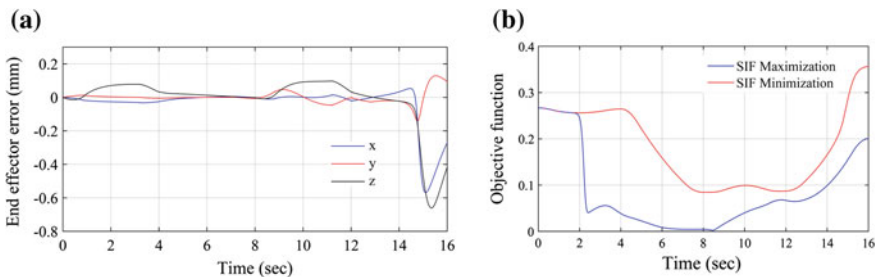 (a)
End effector error (mm)
0.2
0
-0.2
-0.4
-0.6
-0.8
x
y
z
0 2 4 6 8 10 12 14 16
Time (sec)
(b)
Objective function
0.4
0.3
0.2
0.1
0
SIF Maximization
SIF Minimization
0 2 4 6 8 10 12 14 16
Time (sec)